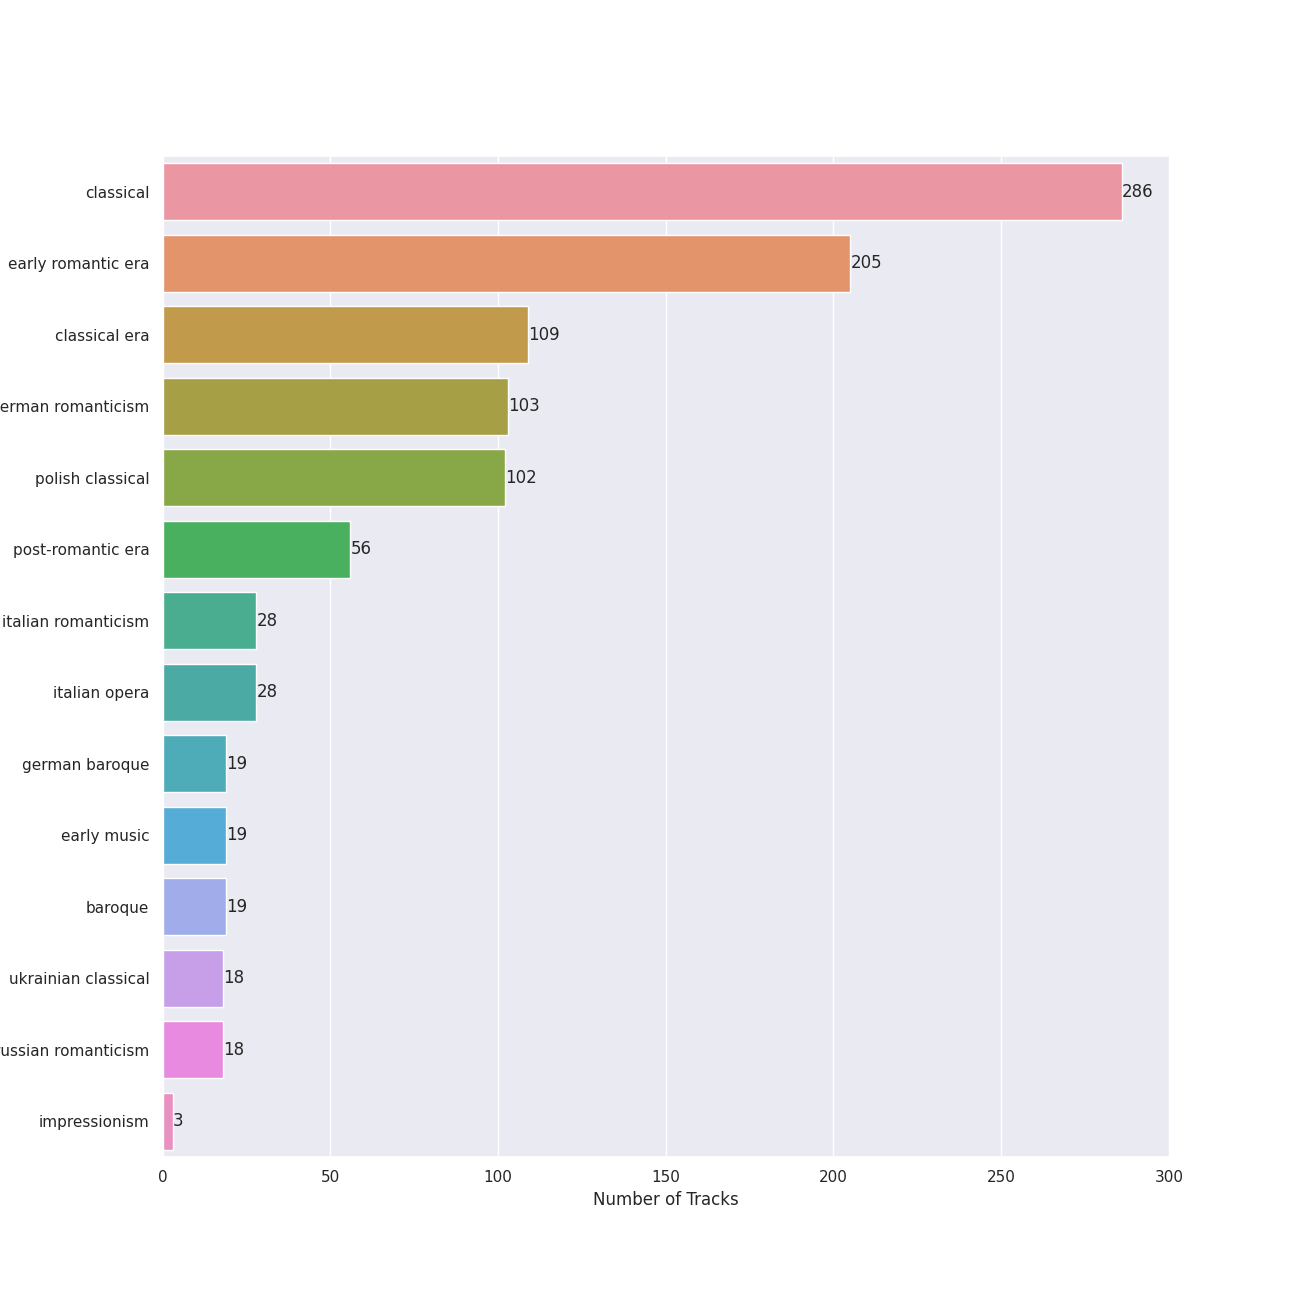 classical 286
early romantic era 205
classical era 109
erman romanticism 103
polish classical 102
post-romantic era 56
italian romanticism 28
italian opera 28
german baroque 19
early music 19
baroque 19
ukrainian classical 18
russian romanticism 18
impressionism 3
0 50 100 150 200 250 300
Number of Tracks